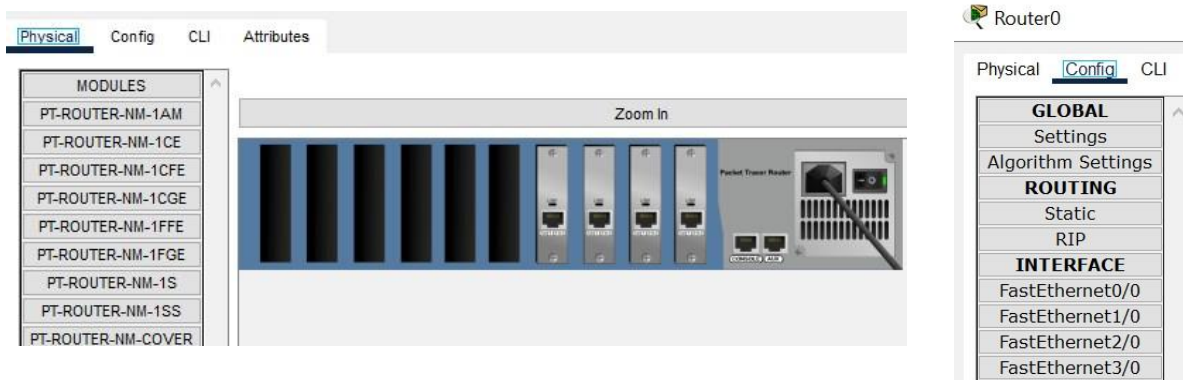 Physical Config CLI Attributes
MODULES
PT-ROUTER-NM-1AM
PT-ROUTER-NM-1CE
PT-ROUTER-NM-1CFE
PT-ROUTER-NM-1CGE
PT-ROUTER-NM-1FFE
PT-ROUTER-NM-1FGE
PT-ROUTER-NM-1S
PT-ROUTER-NM-1SS
PT-ROUTER-NM-COVER
Zoom In
Packet Tracer Router
CONSOLE AUX
Router0
Physical Config CLI
GLOBAL
Settings
Algorithm Settings
ROUTING
Static
RIP
INTERFACE
FastEthernet0/0
FastEthernet1/0
FastEthernet2/0
FastEthernet3/0